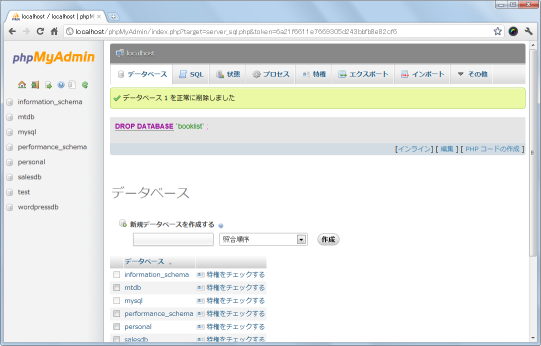 localhost / localhost | phpM
localhost/phpMyAdmin/index.php?target=server_sql.php&token=
phpMyAdmin
information_schema
mtdb
mysql
performance_schema
personal
salesdb
test
wordpressdb
localhost
データベース SQL 状態 プロセス 特権 エクスポート インポート その他
データベース 1 を正常に削除しました
DROP DATABASE `booklist` ;
[インライン] [ 編集 ] [ PHP コードの作成 ]
データベース
新規データベースを作成する
照合順序 作成
データベース
information_schema 特権をチェックする
mtdb 特権をチェックする
mysql 特権をチェックする
performance_schema 特権をチェックする
personal 特権をチェックする
salesdb 特権をチェックする